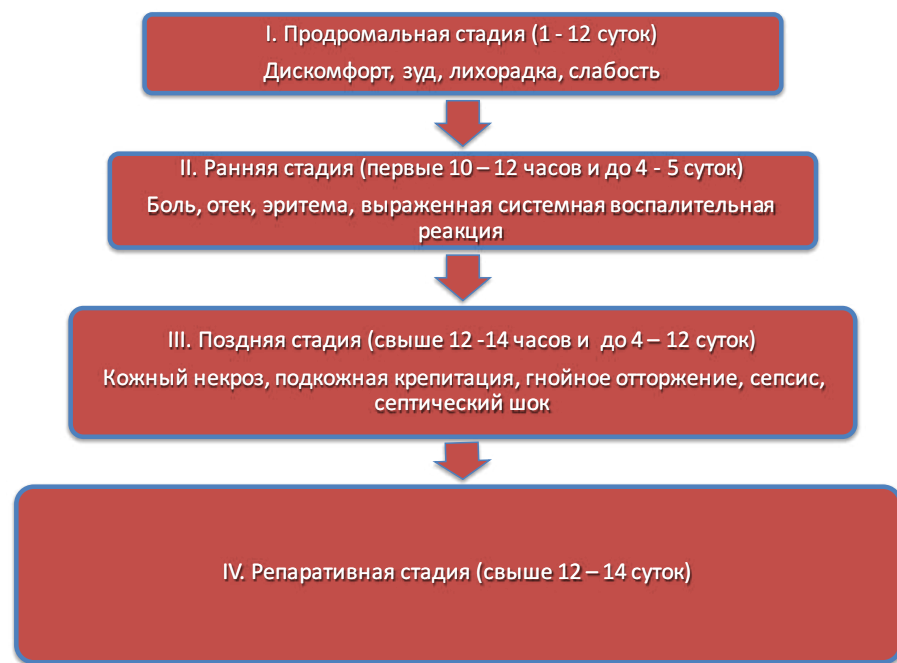 I. Продромальная стадия (1 - 12 суток)
Дискомфорт, зуд, лихорадка, слабость
II. Ранняя стадия (первые 10 – 12 часов и до 4 - 5 суток)
Боль, отек, эритема, выраженная системная воспалительная
реакция
III. Поздняя стадия (свыше 12 -14 часов и до 4 – 12 суток)
Кожный некроз, подкожная крепитация, гнойное отторжение, сепсис,
септический шок
IV. Репаративная стадия (свыше 12 – 14 суток)